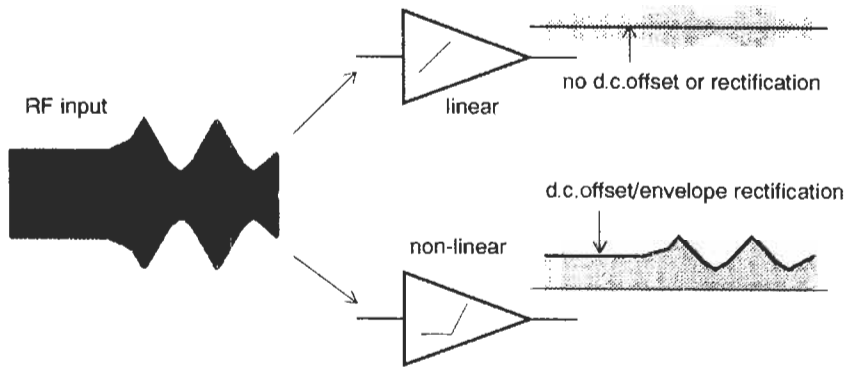 RF input
linear
no d.c.offset or rectification
d.c.offset/envelope rectification
non-linear